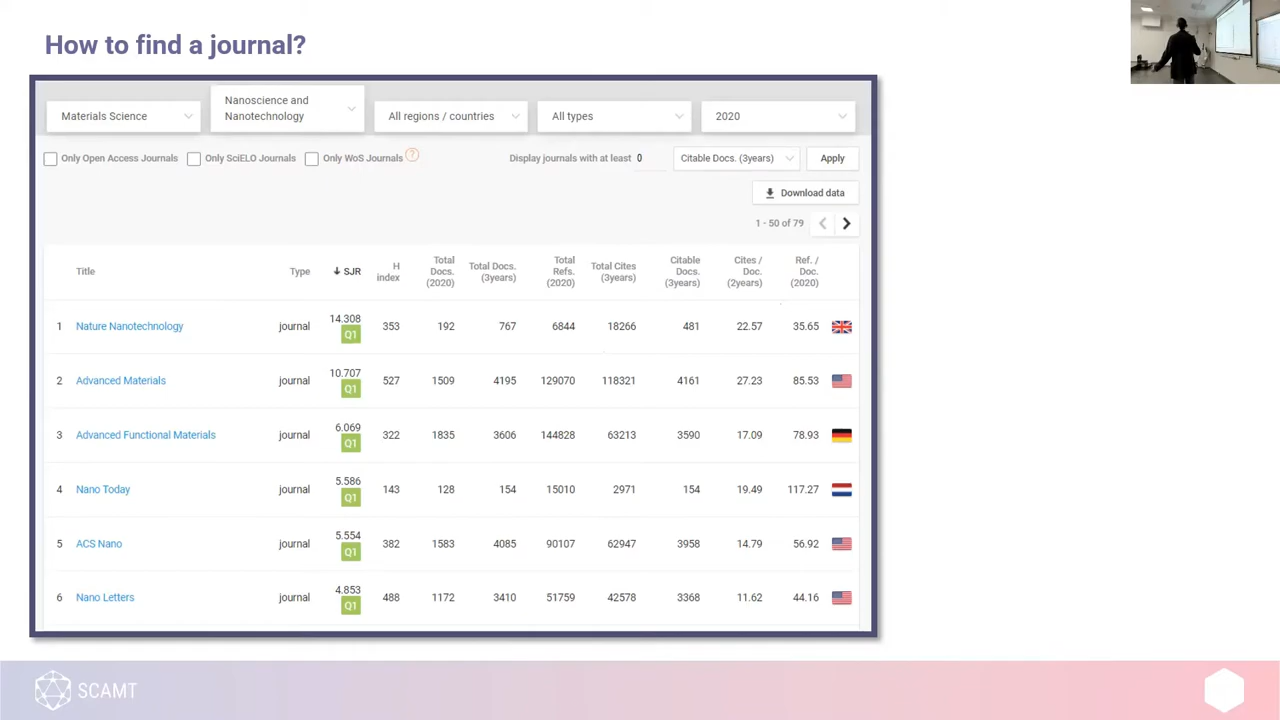 How to find a journal?
Materials Science
Nanoscience and
Nanotechnology
All regions / countries
All types
2020
Only Open Access Journals
Only SciELO Journals
Only WoS Journals
?
Display journals with at least 0
Citable Docs. (3years)
Apply
Download data
1 - 50 of 79
Title Type SJR H index Total Docs. (2020) Total Docs. (3years) Total Refs. (2020) Total Cites (3years) Citable Docs. (3years) Cites / Doc. (2years) Ref. / Doc. (2020)
1 Nature Nanotechnology journal 14.308 Q1 353 192 767 6844 18266 481 22.57 35.65
2 Advanced Materials journal 10.707 Q1 527 1509 4195 129070 118321 4161 27.23 85.53
3 Advanced Functional Materials journal 6.069 Q1 322 1835 3606 144828 63213 3590 17.09 78.93
4 Nano Today journal 5.586 Q1 143 128 154 15010 2971 154 19.49 117.27
5 ACS Nano journal 5.554 Q1 382 1583 4085 90107 62947 3958 14.79 56.92
6 Nano Letters journal 4.853 Q1 488 1172 3410 51759 42578 3368 11.62 44.16
SCAMT